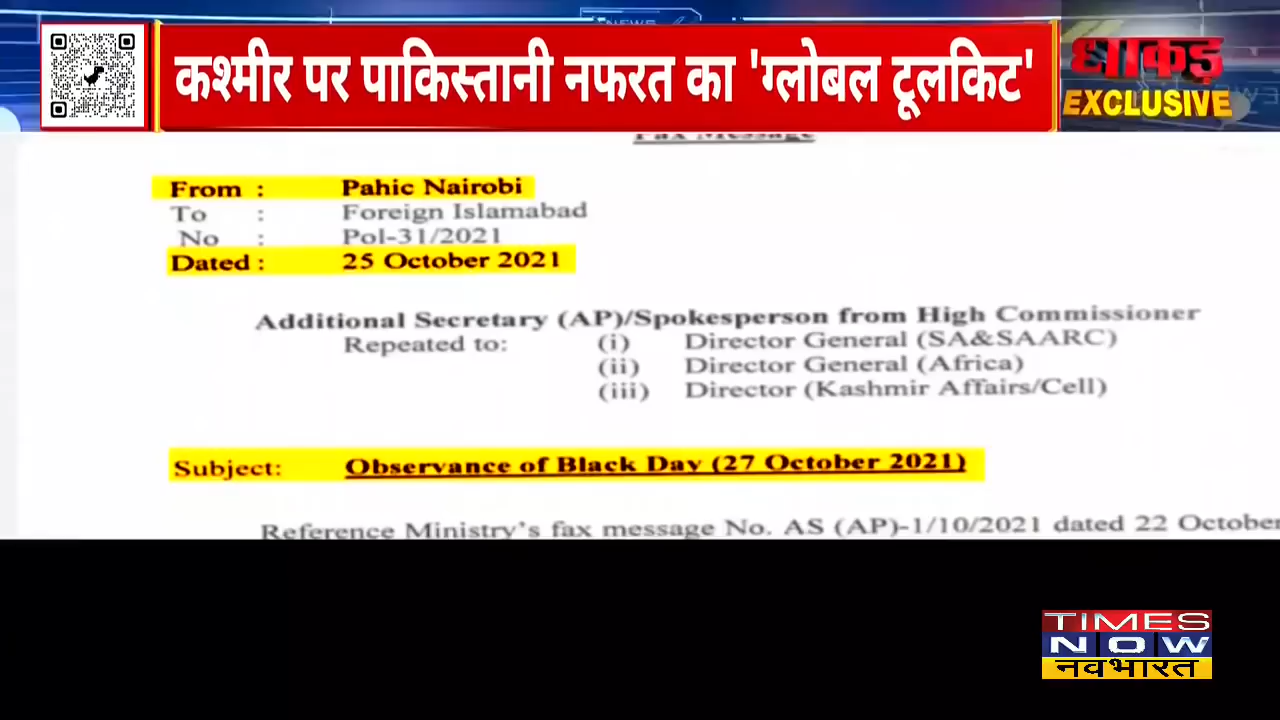 NEWS
कश्मीर पर पाकिस्तानी नफरत का 'ग्लोबल टूलकिट'
धाकड़
EXCLUSIVE
Fax Message
From : Pahic Nairobi
To : Foreign Islamabad
No : Pol-31/2021
Dated : 25 October 2021
Additional Secretary (AP)/Spokesperson from High Commissioner
Repeated to: (i) Director General (SA&SAARC)
(ii) Director General (Africa)
(iii) Director (Kashmir Affairs/Cell)
Subject: Observance of Black Day (27 October 2021)
Reference Ministry's fax message No. AS (AP)-1/10/2021 dated 22 October
TIMES
NOW
नवभारत